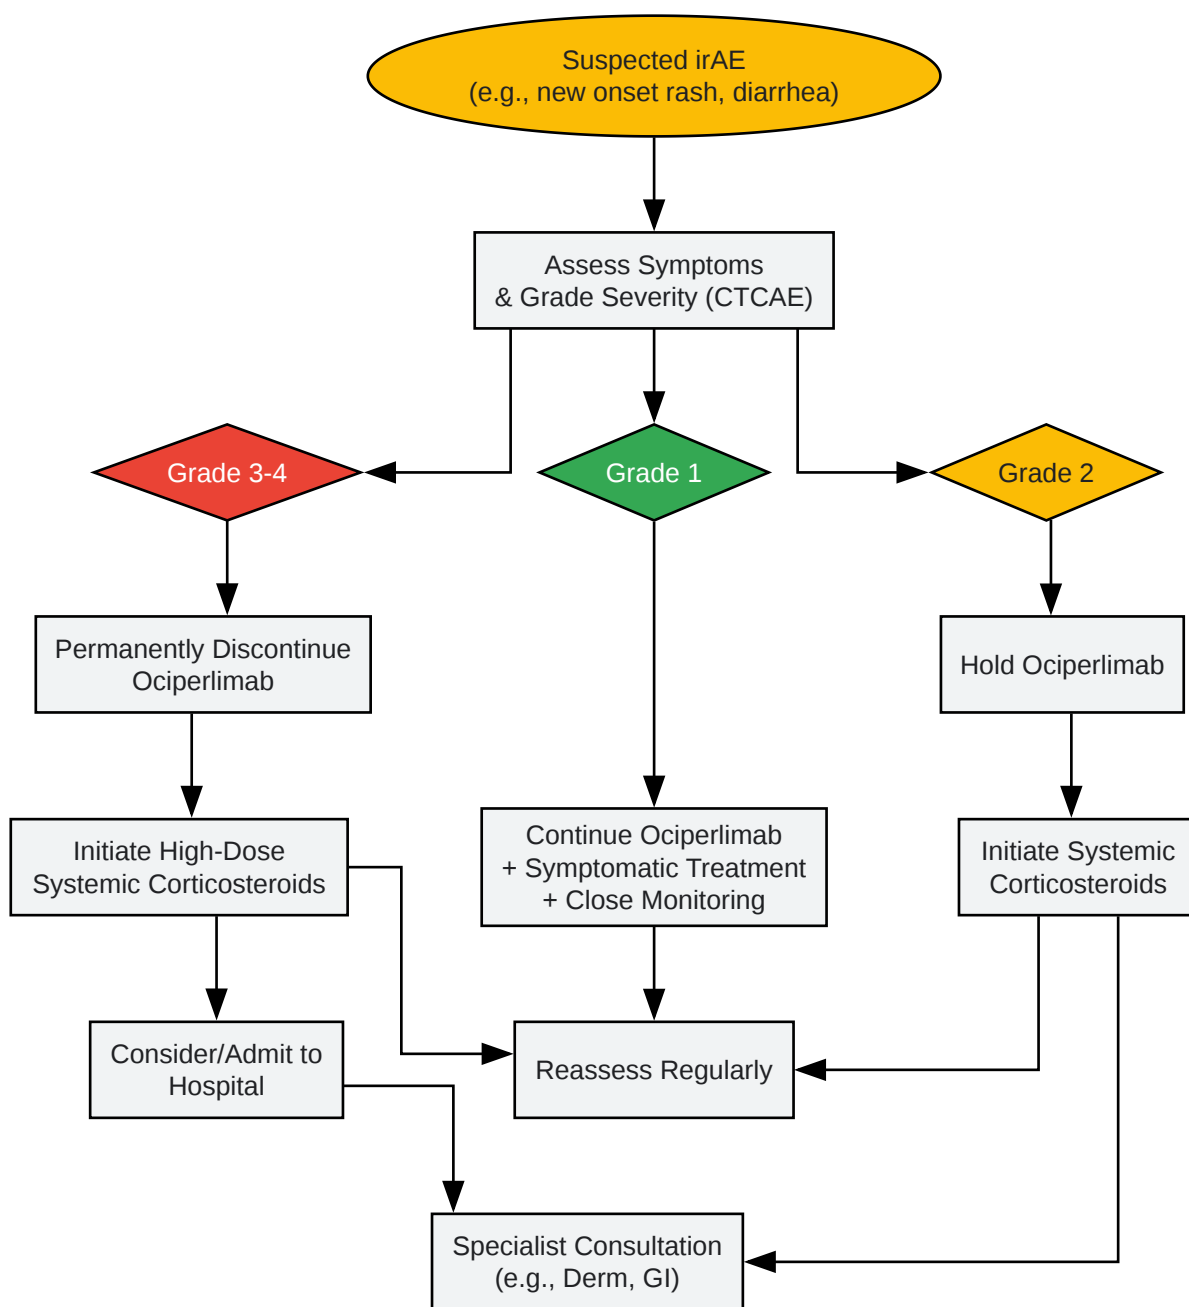 Suspected irAE
(e.g., new onset rash, diarrhea)
Assess Symptoms
& Grade Severity (CTCAE)
Grade 3-4
Grade 1
Grade 2
Permanently Discontinue
Ociperlimab
Hold Ociperlimab
Initiate High-Dose
Systemic Corticosteroids
Continue Ociperlimab
+ Symptomatic Treatment
+ Close Monitoring
Initiate Systemic
Corticosteroids
Consider/Admit to
Hospital
Reassess Regularly
Specialist Consultation
(e.g., Derm, GI)